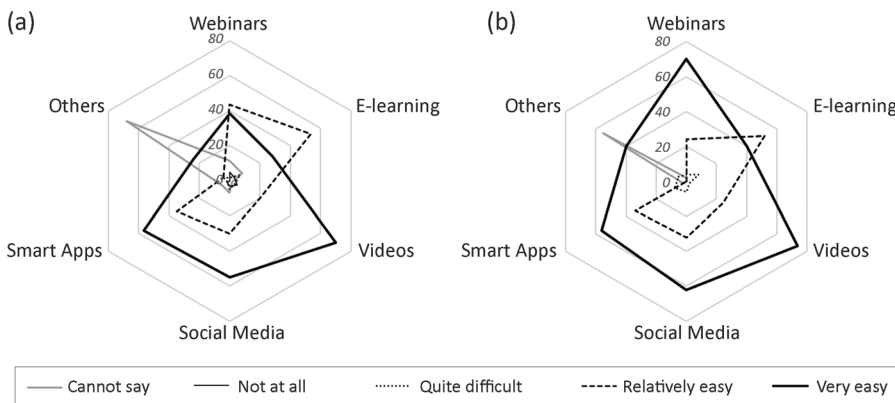 (a)
Webinars
80
60
40
20
0
E-learning
Videos
Social Media
Smart Apps
Others
(b)
Webinars
80
60
40
20
0
E-learning
Videos
Social Media
Smart Apps
Others
Cannot say Not at all Quite difficult Relatively easy Very easy